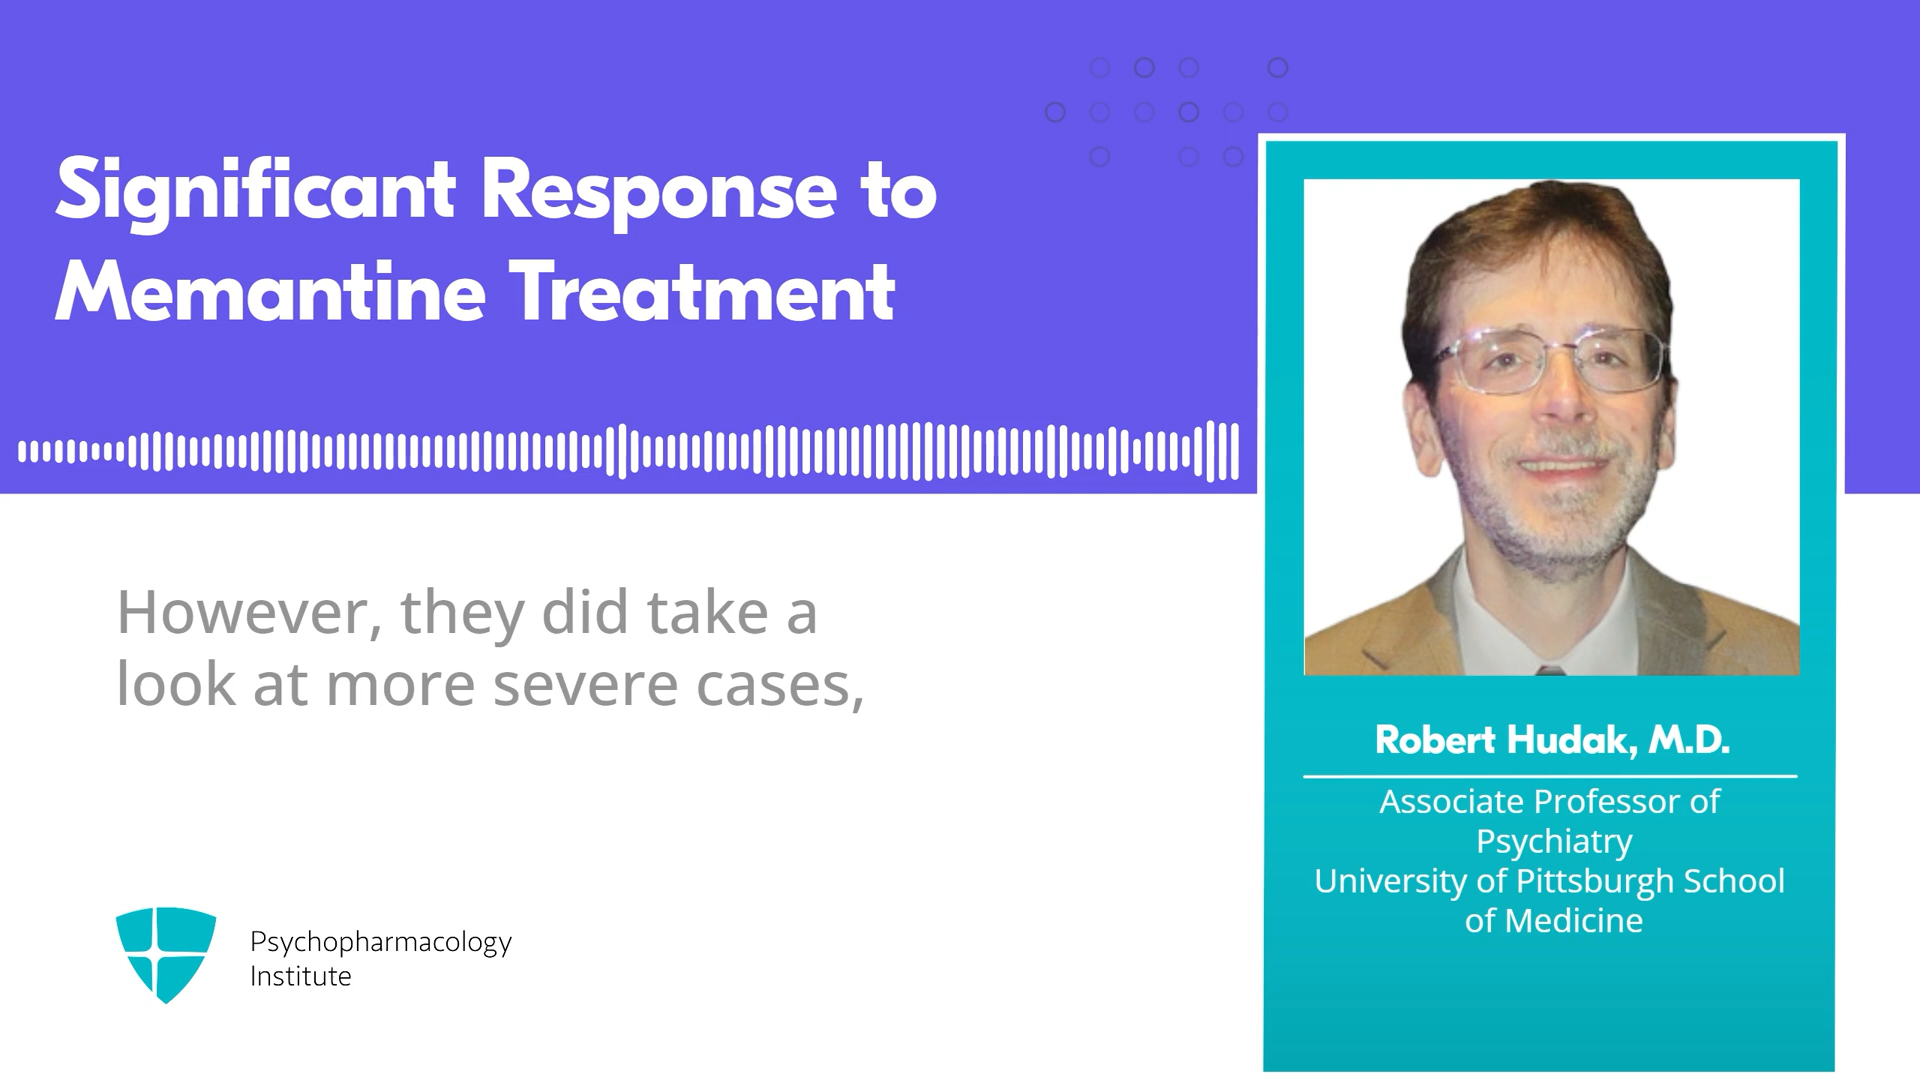 Significant Response to
Memantine Treatment
However, they did take a
look at more severe cases,
Psychopharmacology
Institute
Robert Hudak, M.D.
Associate Professor of
Psychiatry
University of Pittsburgh School
of Medicine